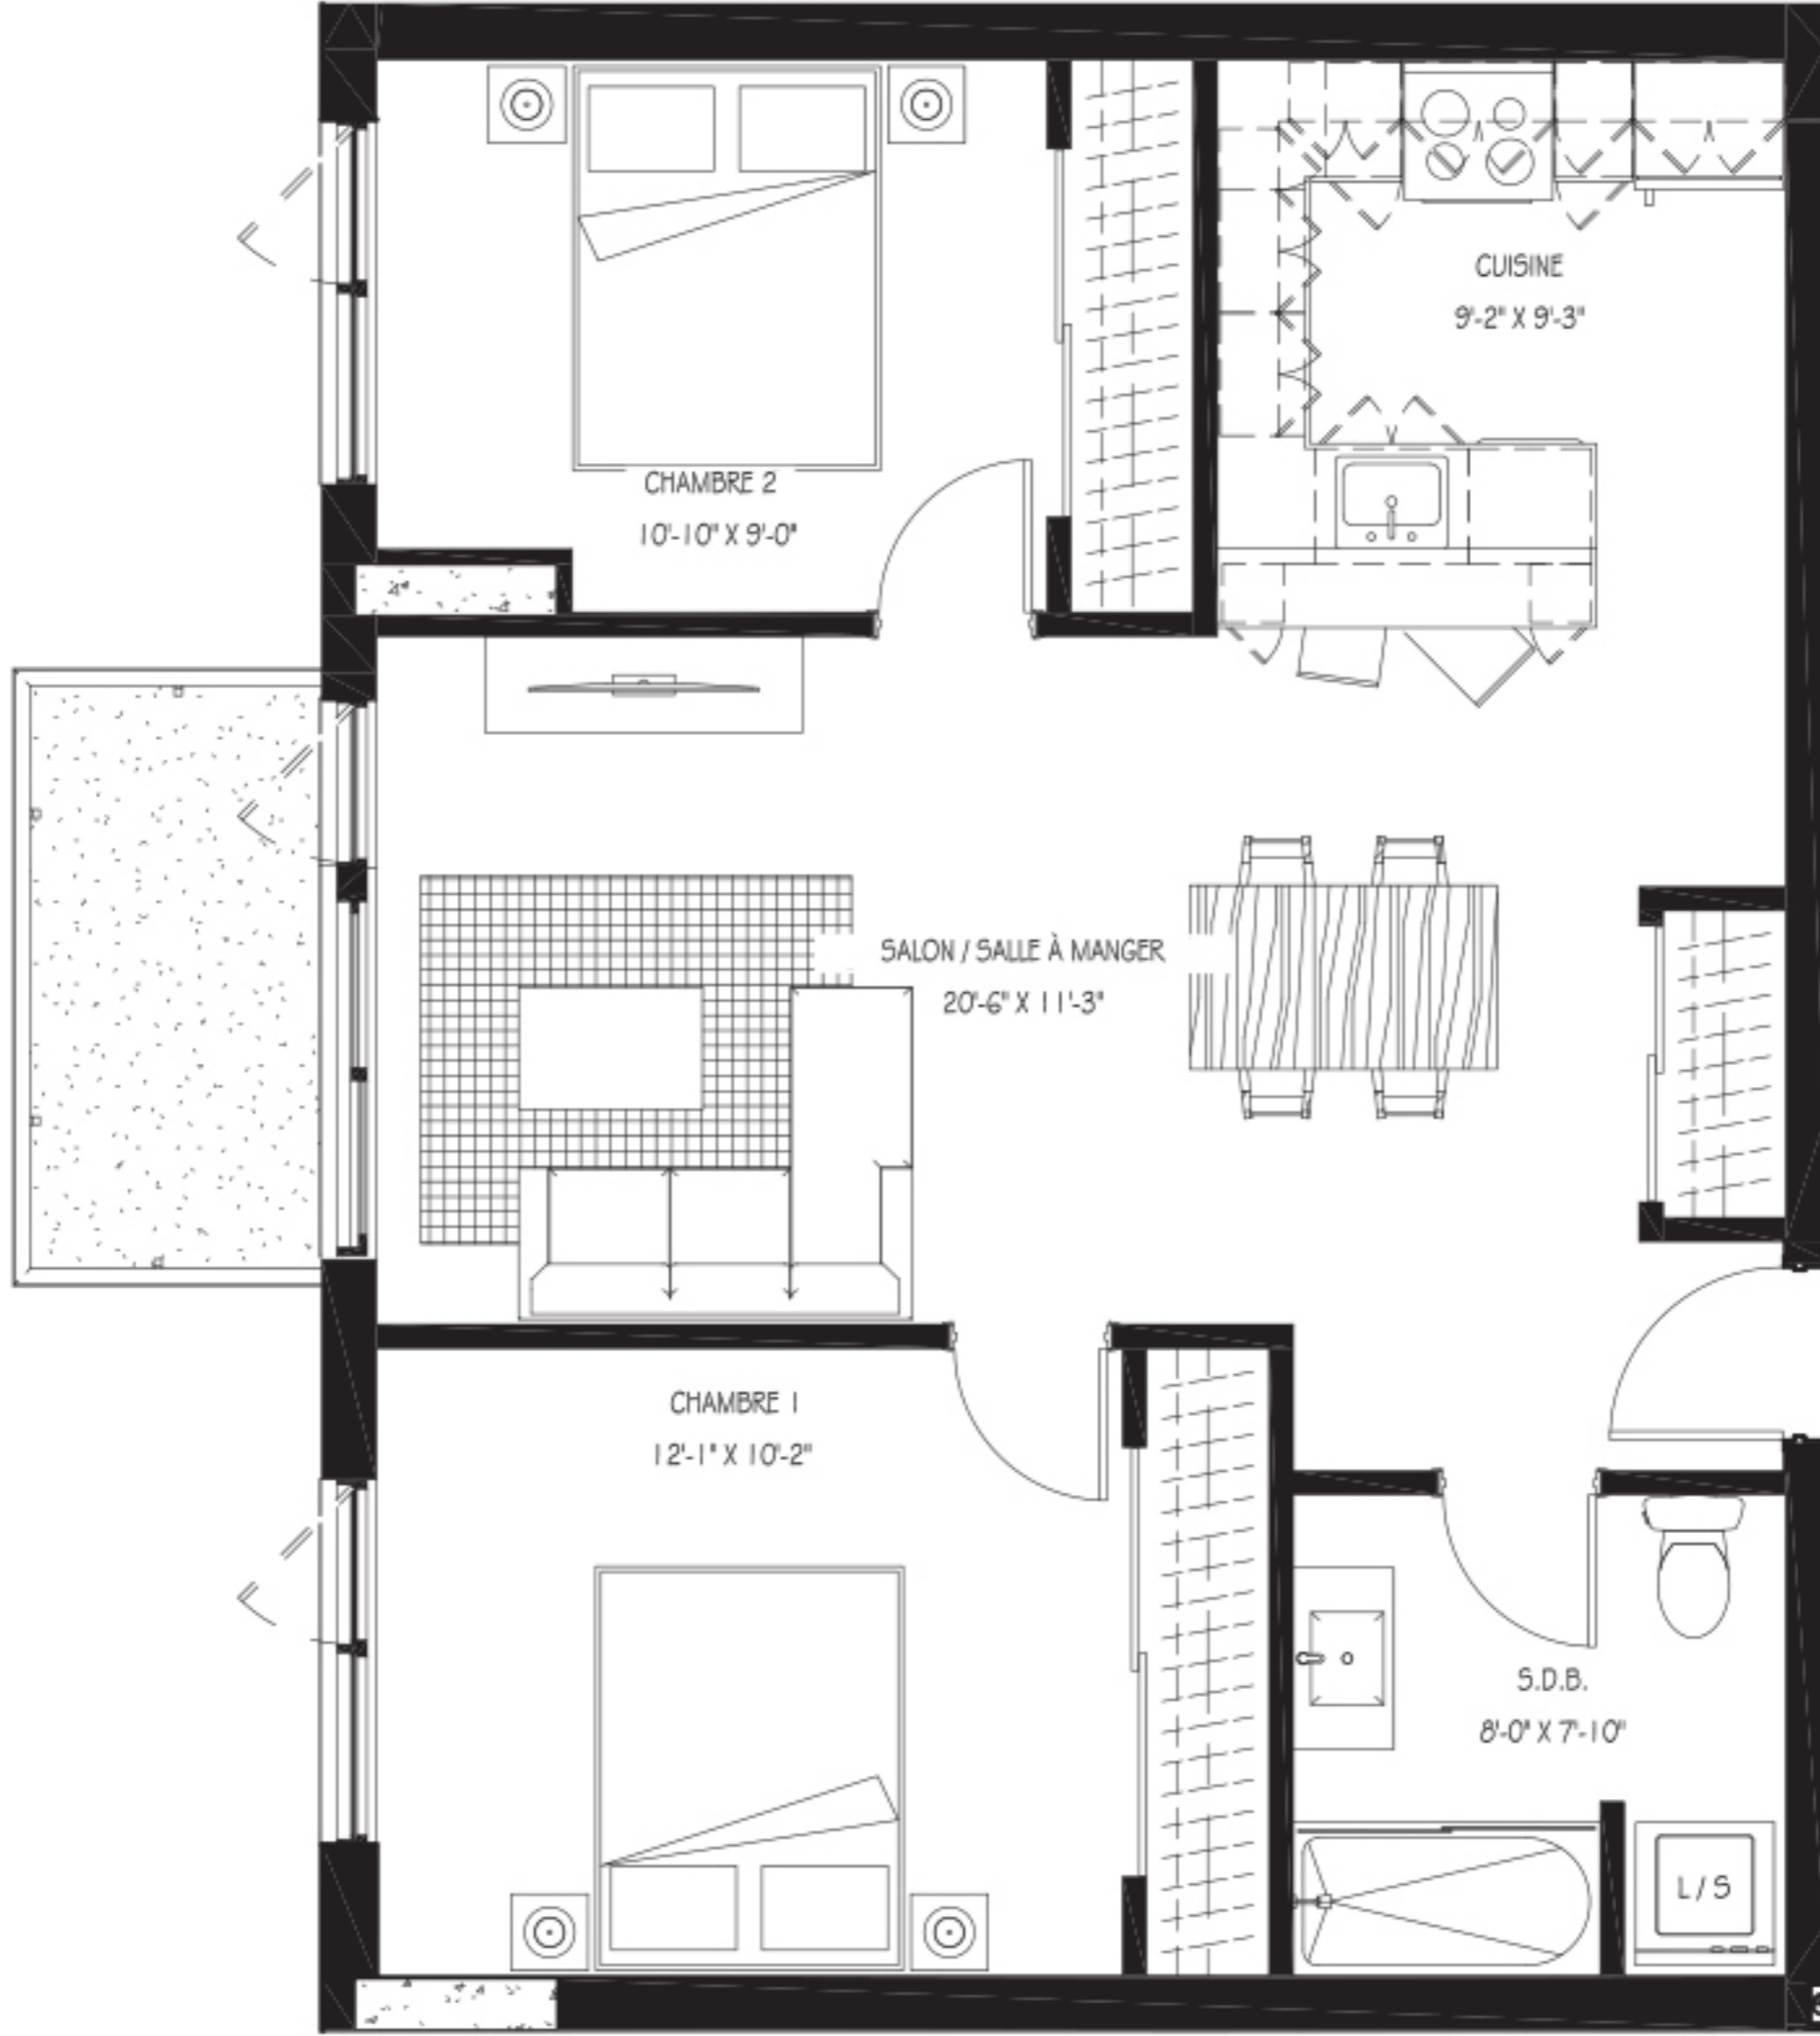 CUISINE
9'-2" X 9'-3"
CHAMBRE 2
10'-10" X 9'-0"
SALON / SALLE À MANGER
20'-6" X 11'-3"
CHAMBRE 1
12'-1" X 10'-2"
S.D.B.
8'-0" X 7'-10"
L / S